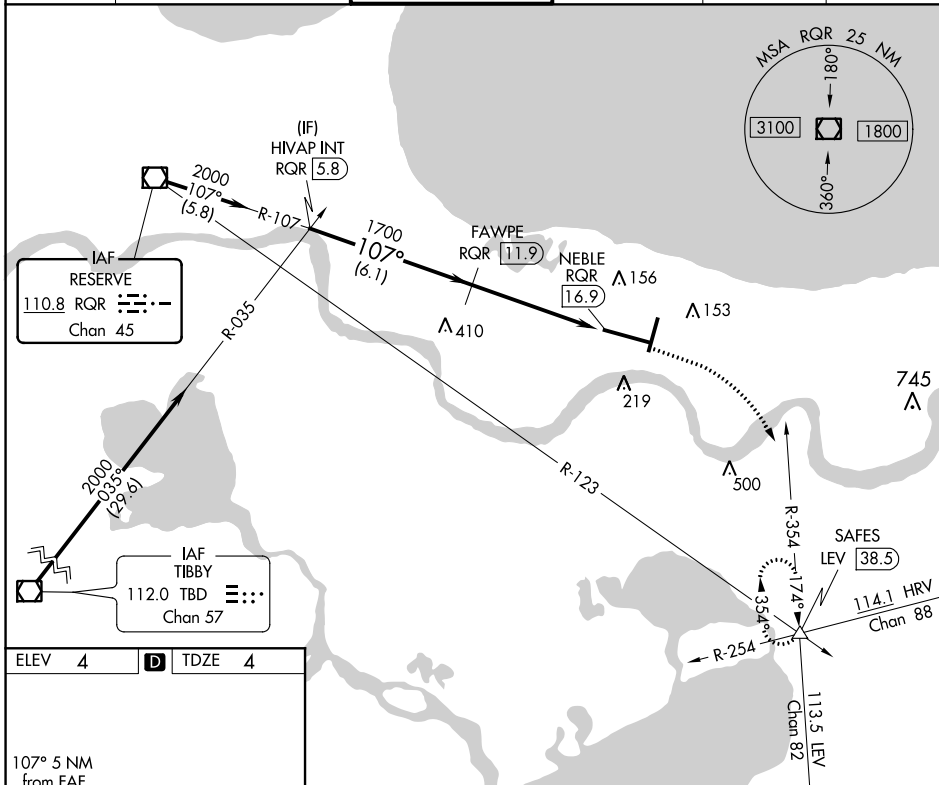 MSA RQR 25 NM
180°
3100
1800
360°
(IF)
HIVAP INT
RQR 5.8
2000
107°
(5.8)
R-107
1700
107°
(6.1)
FAWPE
RQR 11.9
NEBLE
RQR
16.9
156
153
410
219
745
500
IAF
RESERVE
110.8 RQR
Chan 45
R-035
2000
035°
(29.6)
R-123
R-354
SAFES
LEV 38.5
174°
354°
114.1 HRV
Chan 88
R-254
113.5 LEV
Chan 82
IAF
TIBBY
112.0 TBD
Chan 57
ELEV 4 D TDZE 4
107° 5 NM
from FAF